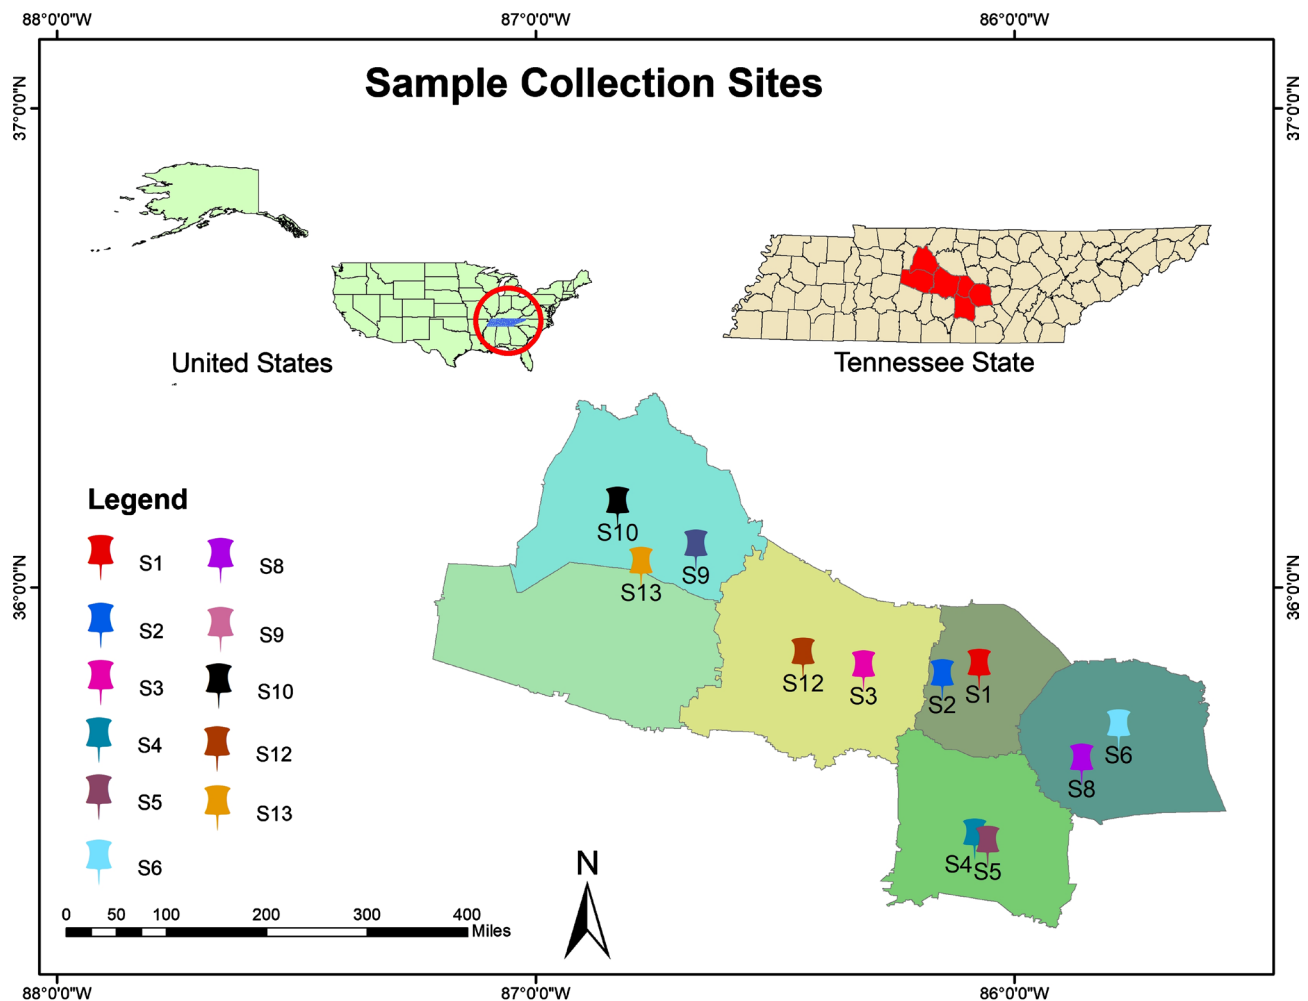 88°0'0"W 87°0'0"W 86°0'0"W
37°0'0"N
37°0'0"N
Sample Collection Sites
United States
Tennessee State
36°0'0"N
36°0'0"N
S10
S13
S9
S12
S3
S2
S1
S6
S8
S4
S5
Legend
S1 S8
S2 S9
S3 S10
S4 S12
S5 S13
S6
N
0 50 100 200 300 400
Miles
88°0'0"W 87°0'0"W 86°0'0"W